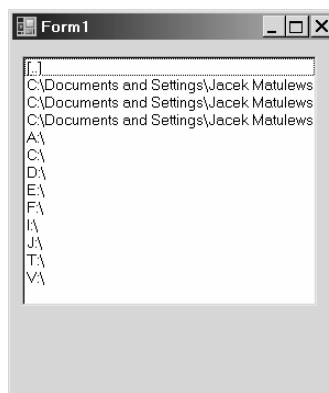 Form1
[..]
C:\Documents and Settings\Jacek Matulews
C:\Documents and Settings\Jacek Matulews
C:\Documents and Settings\Jacek Matulews
A:\
C:\
D:\
E:\
F:\
I:\
J:\
T:\
V:\